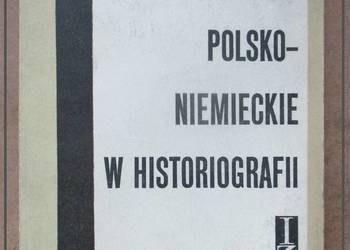 POLSKO-
NIEMIECKIE
W HISTORIOGRAFII
I
Z